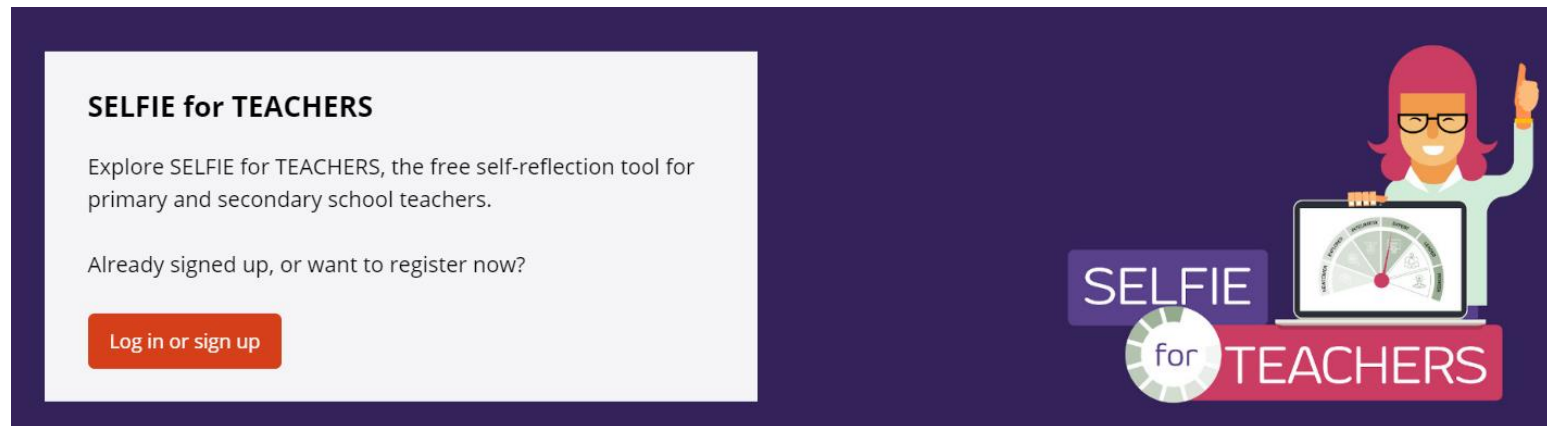 SELFIE for TEACHERS
Explore SELFIE for TEACHERS, the free self-reflection tool for
primary and secondary school teachers.
Already signed up, or want to register now?
Log in or sign up
SELFIE
for
TEACHERS
EXPERT